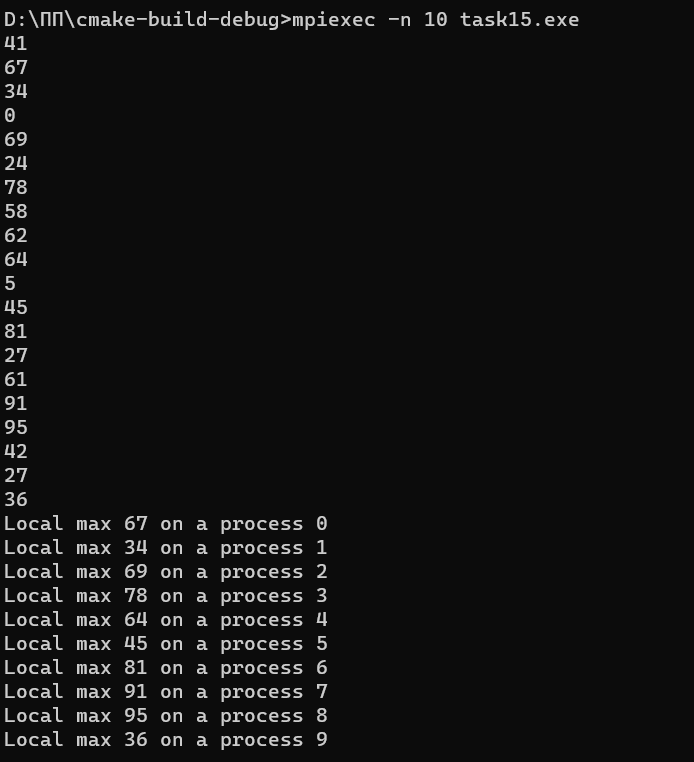 D:\ПП\cmake-build-debug>mpiexec -n 10 task15.exe
41
67
34
0
69
24
78
58
62
64
5
45
81
27
61
91
95
42
27
36
Local max 67 on a process 0
Local max 34 on a process 1
Local max 69 on a process 2
Local max 78 on a process 3
Local max 64 on a process 4
Local max 45 on a process 5
Local max 81 on a process 6
Local max 91 on a process 7
Local max 95 on a process 8
Local max 36 on a process 9